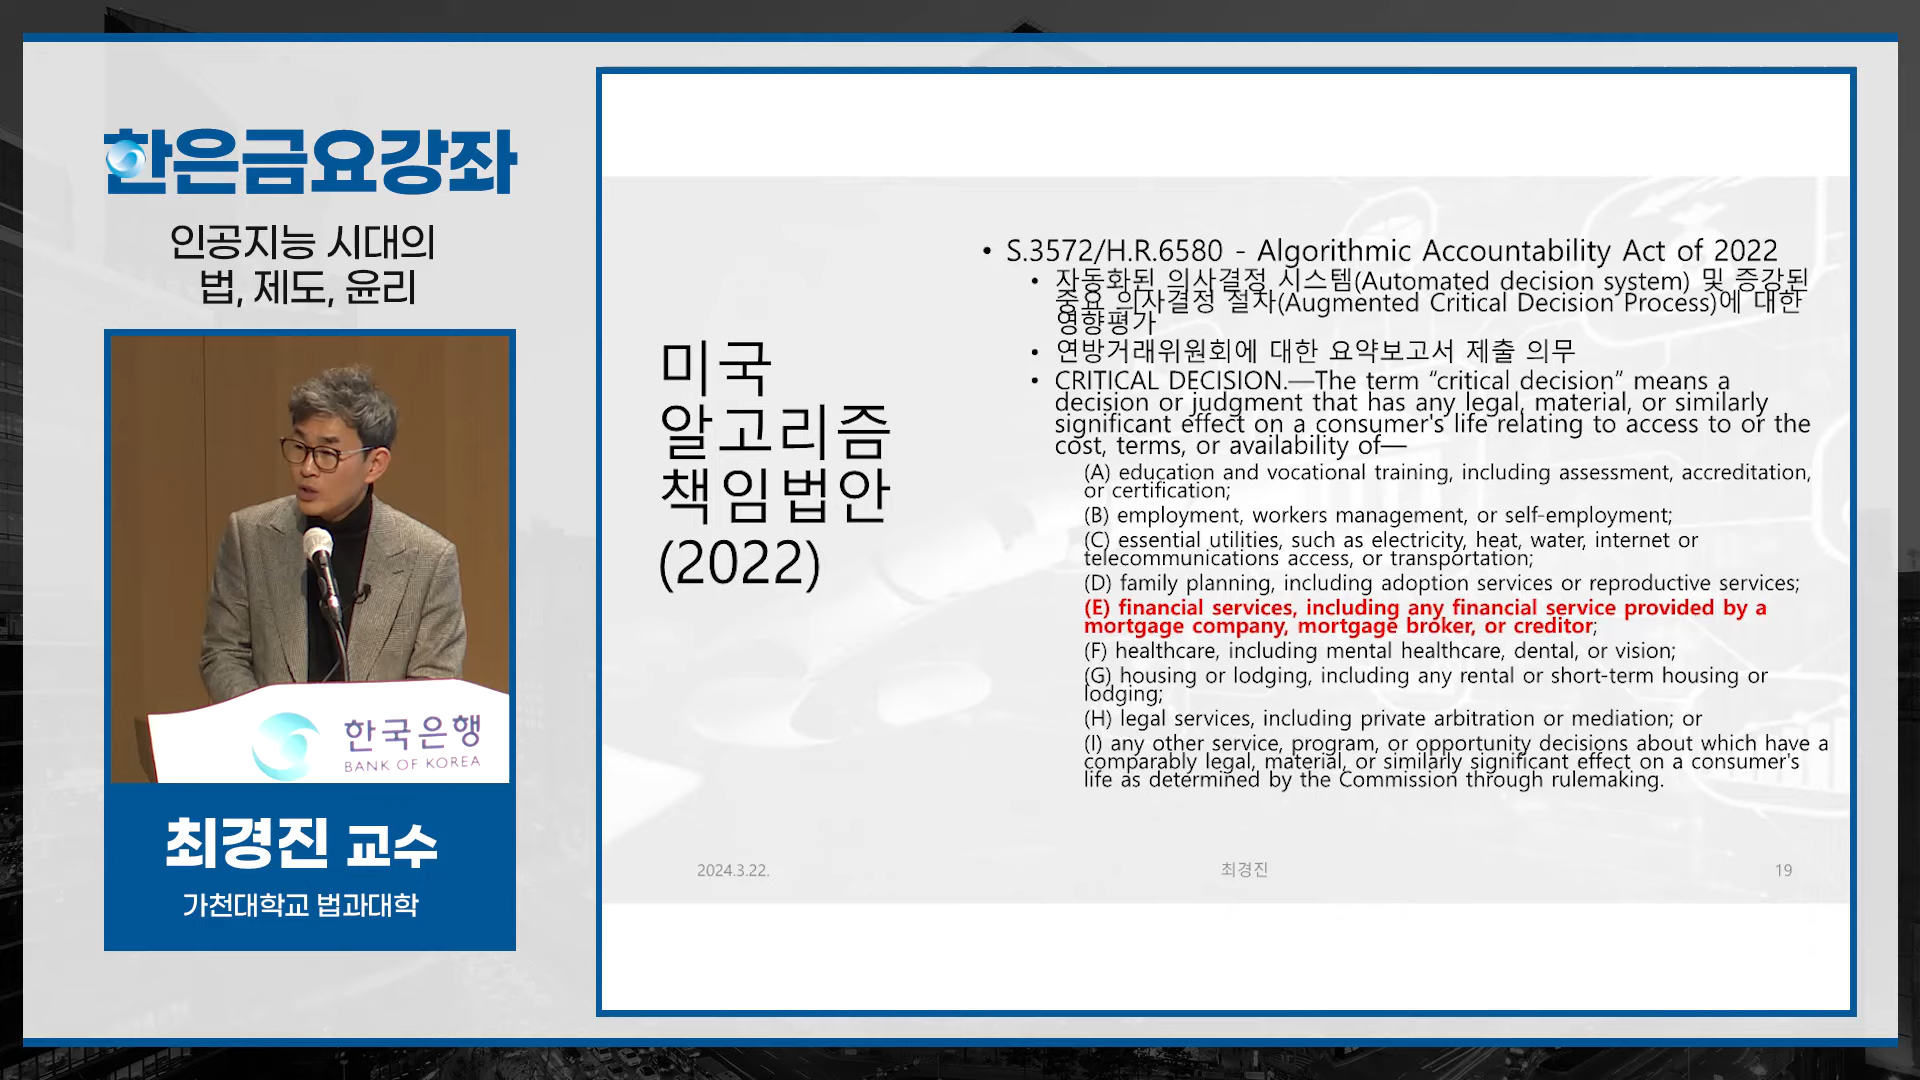 한은금요강좌
인공지능 시대의
법, 제도, 윤리
한국은행
BANK OF KOREA
최경진 교수
가천대학교 법과대학
미국
알고리즘
책임법안
(2022)
• S.3572/H.R.6580 - Algorithmic Accountability Act of 2022
• 자동화된 의사결정 시스템(Automated decision system) 및 증강된
중요 의사결정 절차(Augmented Critical Decision Process)에 대한
영향평가
• 연방거래위원회에 대한 요약보고서 제출 의무
• CRITICAL DECISION.—The term “critical decision” means a
decision or judgment that has any legal, material, or similarly
significant effect on a consumer's life relating to access to or the
cost, terms, or availability of—
(A) education and vocational training, including assessment, accreditation,
or certification;
(B) employment, workers management, or self-employment;
(C) essential utilities, such as electricity, heat, water, internet or
telecommunications access, or transportation;
(D) family planning, including adoption services or reproductive services;
(E) financial services, including any financial service provided by a
mortgage company, mortgage broker, or creditor;
(F) healthcare, including mental healthcare, dental, or vision;
(G) housing or lodging, including any rental or short-term housing or
lodging;
(H) legal services, including private arbitration or mediation; or
(I) any other service, program, or opportunity decisions about which have a
comparably legal, material, or similarly significant effect on a consumer's
life as determined by the Commission through rulemaking.
2024.3.22.
최경진
19